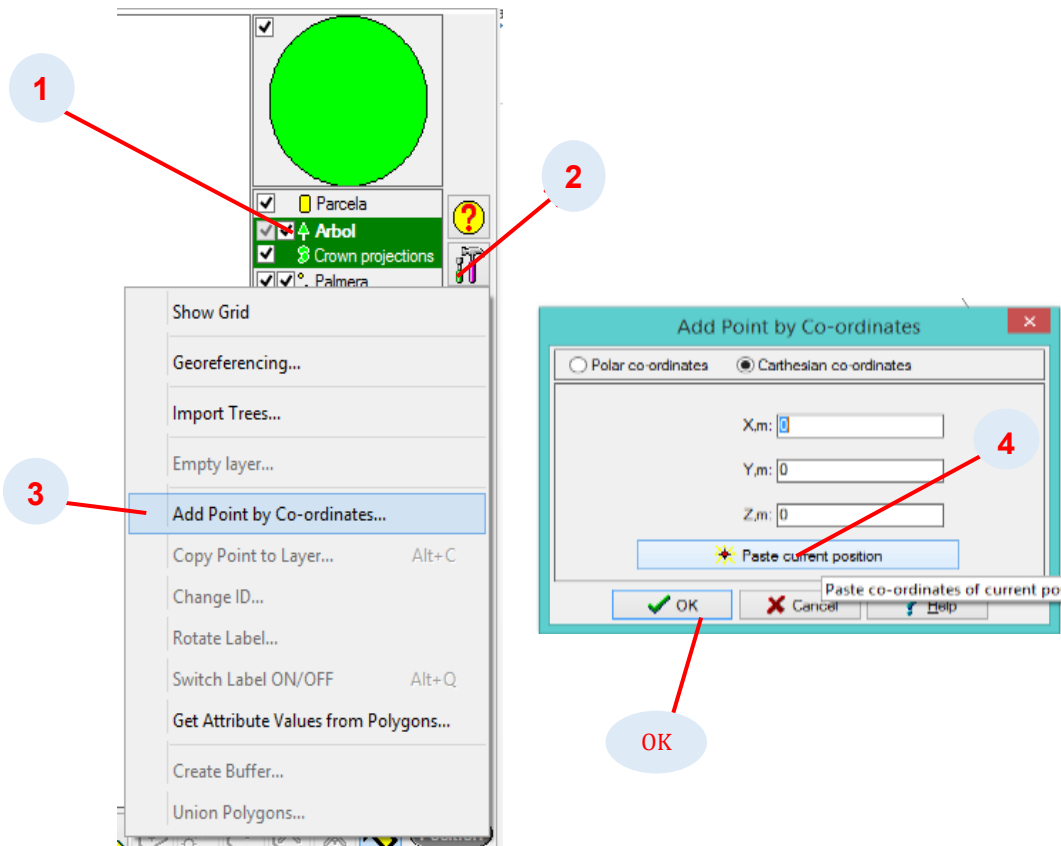 1
2
Parcela
Arbol
Crown projections
Palmera
Show Grid
Georeferencing...
Import Trees...
Empty layer...
3
Add Point by Co-ordinates...
Copy Point to Layer... Alt+C
Change ID...
Rotate Label...
Switch Label ON/OFF Alt+Q
Get Attribute Values from Polygons...
Create Buffer...
Union Polygons...
Add Point by Co-ordinates
Polar co-ordinates Carthesian co-ordinates
X,m: 0
4
Y,m: 0
Z,m: 0
Paste current position
Paste co-ordinates of current po
OK Cancel Help
OK